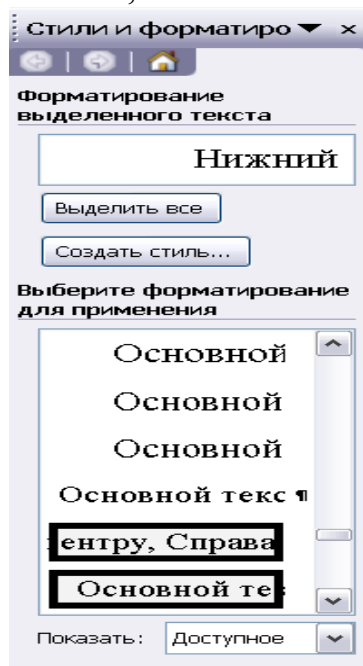 Стили и форматиро
Форматирование
выделенного текста
Нижний
Выделить все
Создать стиль...
Выберите форматирование
для применения
Основной
Основной
Основной
Основной текс ¶
ентру, Справа
Основной те
Показать: Доступное